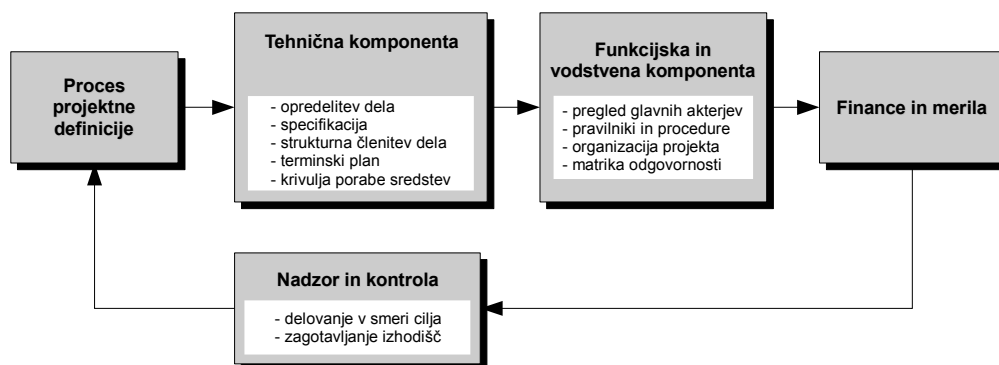 Proces
projektne
definicije
Tehnična komponenta
- opredelitev dela
- specifikacija
- strukturna členitev dela
- terminski plan
- krivulja porabe sredstev
Funkcijska in
vodstvena komponenta
- pregled glavnih akterjev
- pravilniki in procedure
- organizacija projekta
- matrika odgovornosti
Finance in merila
Nadzor in kontrola
- delovanje v smeri cilja
- zagotavljanje izhodišč